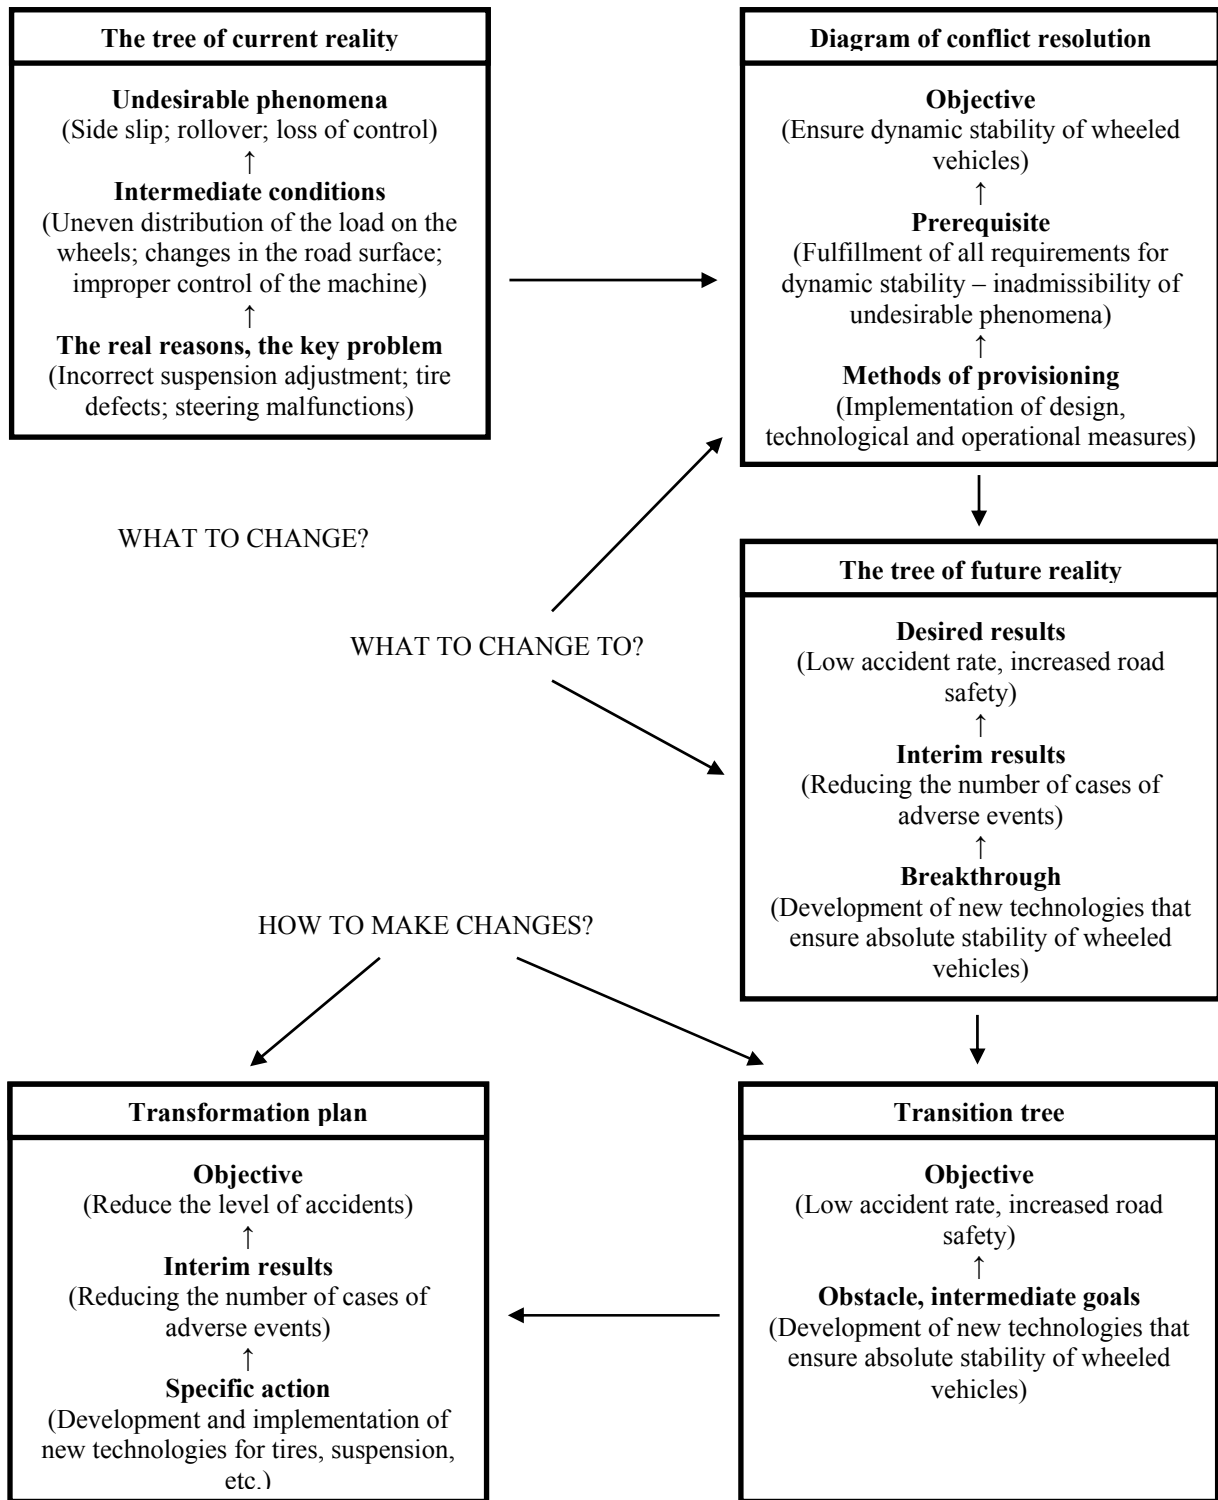 The tree of current reality
Undesirable phenomena
(Side slip; rollover; loss of control)
↑
Intermediate conditions
(Uneven distribution of the load on the
wheels; changes in the road surface;
improper control of the machine)
↑
The real reasons, the key problem
(Incorrect suspension adjustment; tire
defects; steering malfunctions)
Diagram of conflict resolution
Objective
(Ensure dynamic stability of wheeled
vehicles)
↑
Prerequisite
(Fulfillment of all requirements for
dynamic stability – inadmissibility of
undesirable phenomena)
↑
Methods of provisioning
(Implementation of design,
technological and operational measures)
WHAT TO CHANGE?
WHAT TO CHANGE TO?
The tree of future reality
Desired results
(Low accident rate, increased road
safety)
↑
Interim results
(Reducing the number of cases of
adverse events)
↑
Breakthrough
(Development of new technologies that
ensure absolute stability of wheeled
vehicles)
HOW TO MAKE CHANGES?
Transformation plan
Objective
(Reduce the level of accidents)
↑
Interim results
(Reducing the number of cases of
adverse events)
↑
Specific action
(Development and implementation of
new technologies for tires, suspension,
etc.)
Transition tree
Objective
(Low accident rate, increased road
safety)
↑
Obstacle, intermediate goals
(Development of new technologies that
ensure absolute stability of wheeled
vehicles)